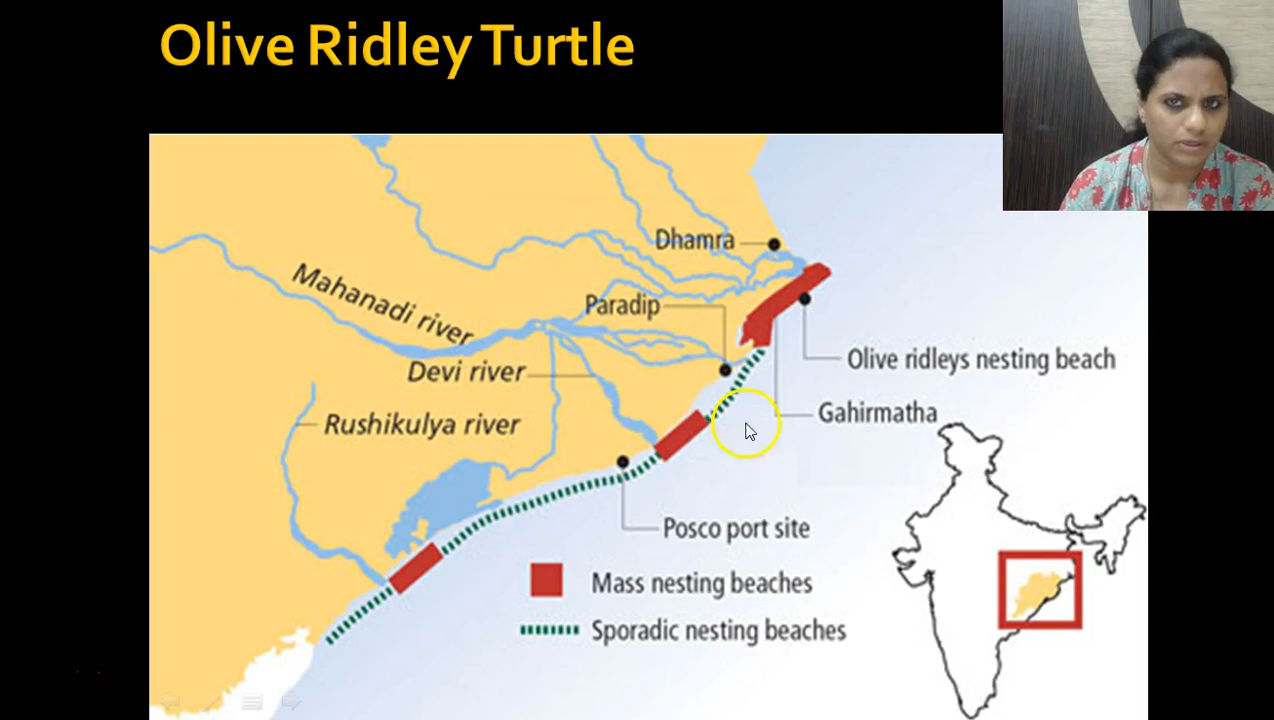 Olive Ridley Turtle
Dhamra
Mahanadi river
Paradip
Olive ridleys nesting beach
Devi river
Gahirmatha
Rushikulya river
Posco port site
Mass nesting beaches
Sporadic nesting beaches